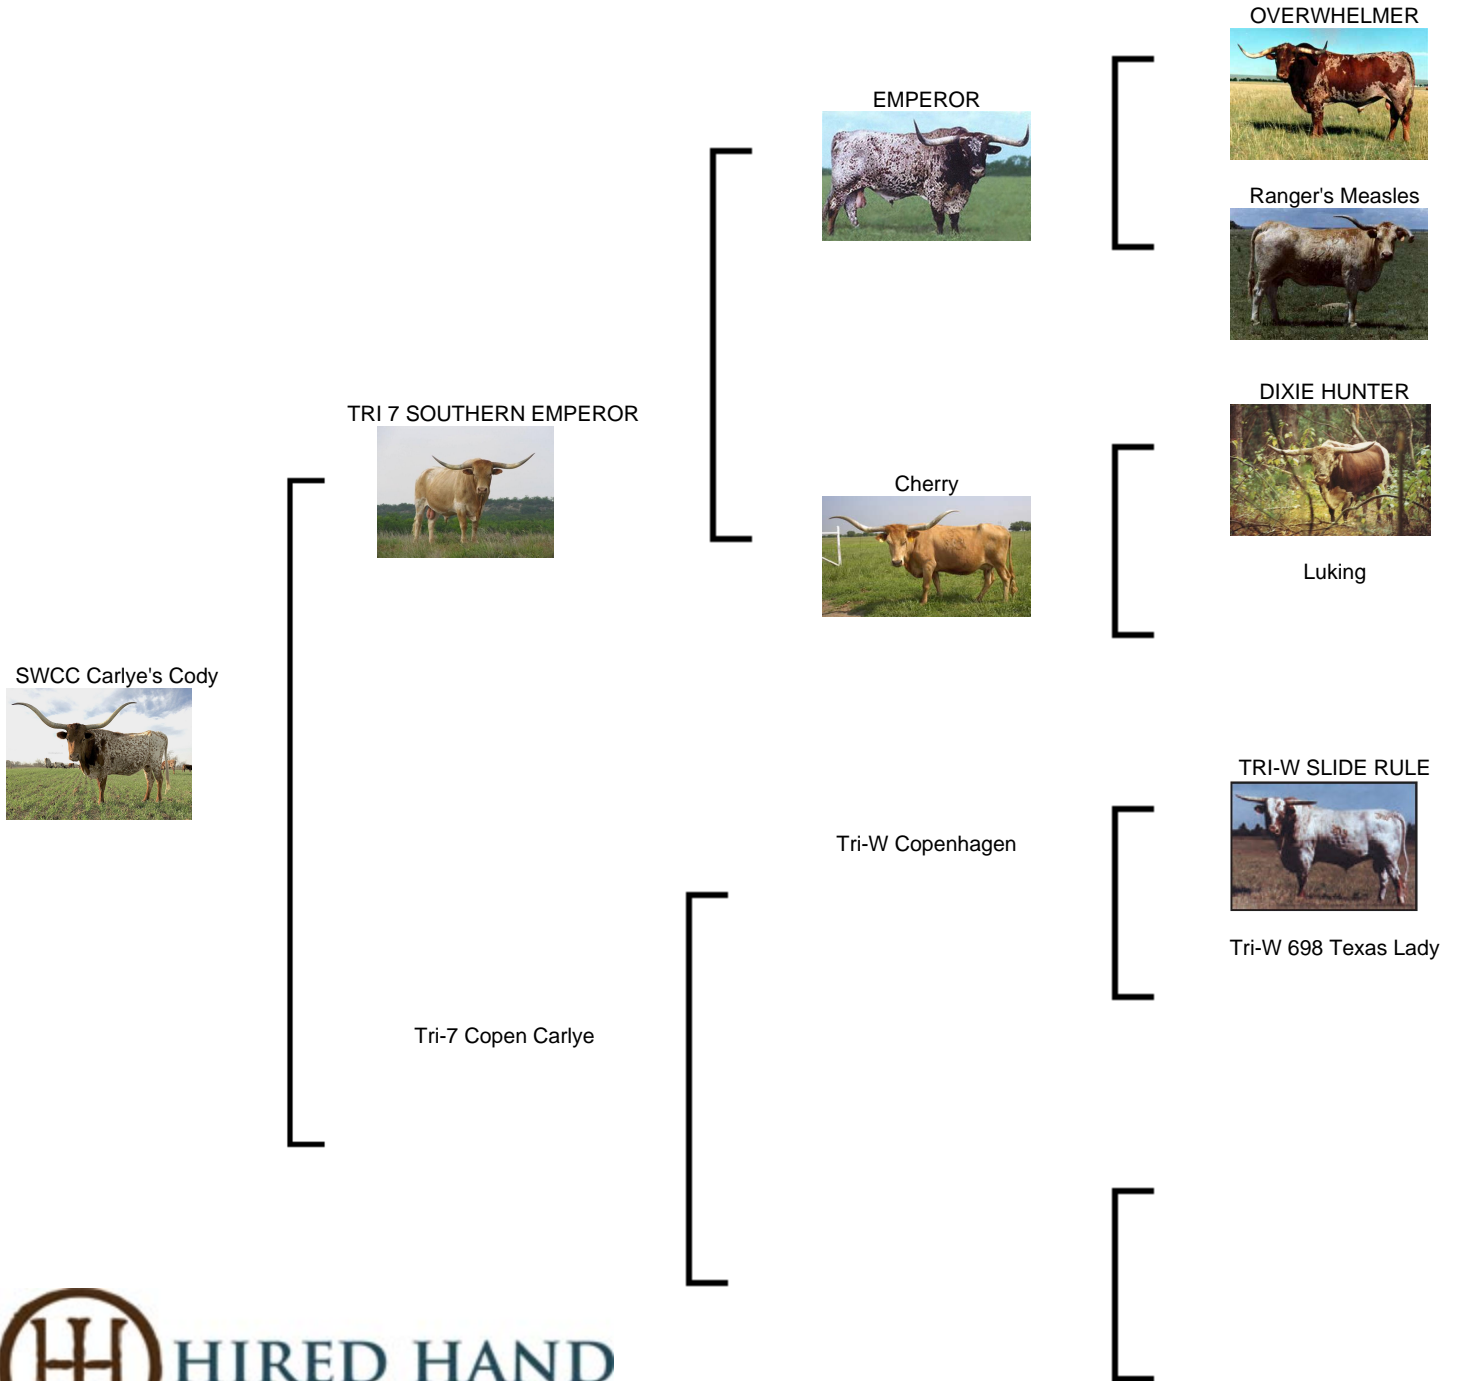 OVERWHELMER
EMPEROR
Ranger's Measles
DIXIE HUNTER
TRI 7 SOUTHERN EMPEROR
Cherry
Luking
SWCC Carlye's Cody
TRI-W SLIDE RULE
Tri-W Copenhagen
Tri-W 698 Texas Lady
Tri-7 Copen Carlye
HIRED HAND